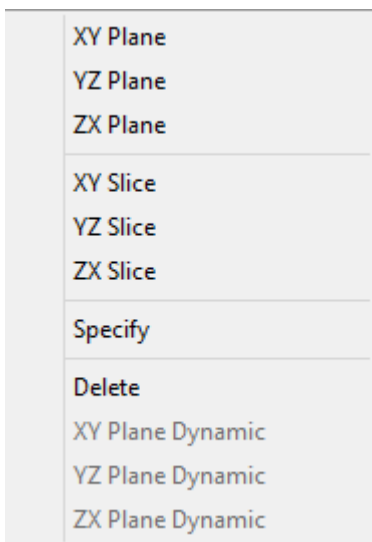 XY Plane
YZ Plane
ZX Plane
XY Slice
YZ Slice
ZX Slice
Specify
Delete
XY Plane Dynamic
YZ Plane Dynamic
ZX Plane Dynamic